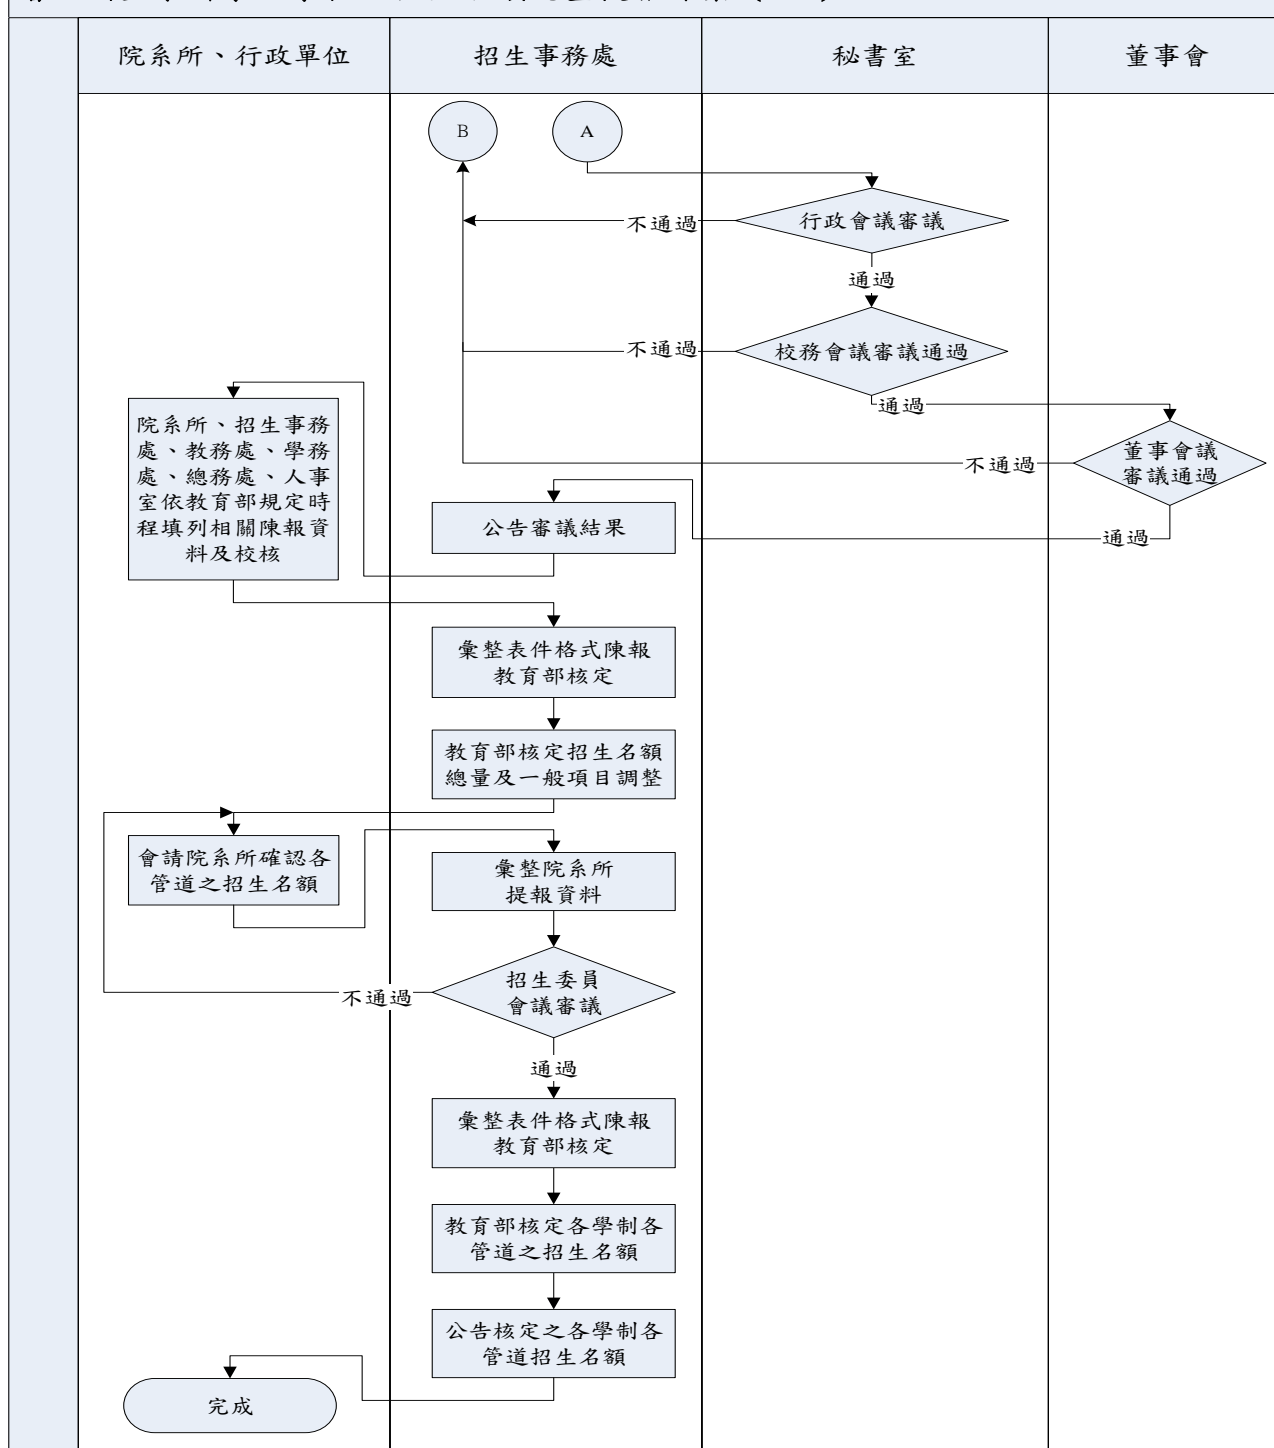 院系所、行政單位
招生事務處
秘書室
董事會
B
A
行政會議審議
不通過
通過
校務會議審議通過
不通過
通過
董事會議
審議通過
不通過
通過
公告審議結果
院系所、招生事務
處、教務處、學務
處、總務處、人事
室依教育部規定時
程填列相關陳報資
料及校核
彙整表件格式陳報
教育部核定
教育部核定招生名額
總量及一般項目調整
會請院系所確認各
管道之招生名額
彙整院系所
提報資料
招生委員
會議審議
不通過
通過
彙整表件格式陳報
教育部核定
教育部核定各學制各
管道之招生名額
公告核定之各學制各
管道招生名額
完成